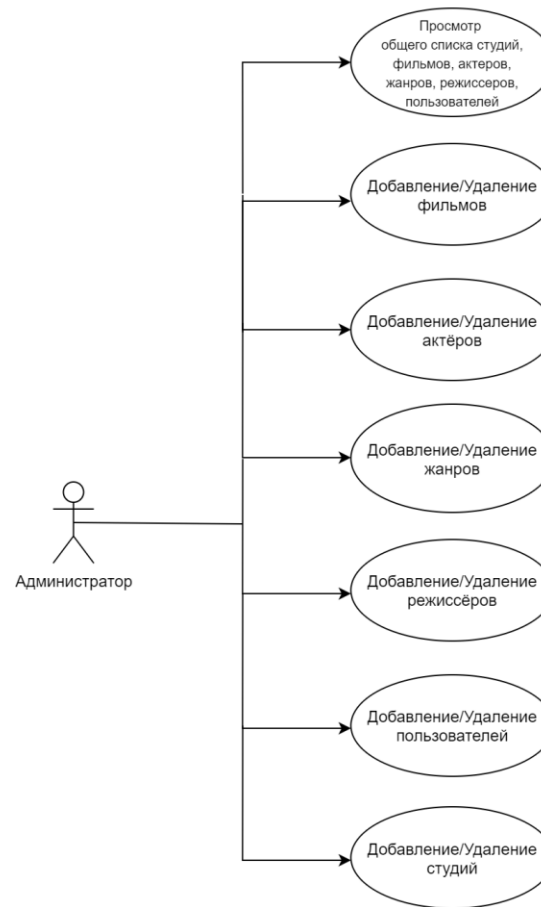 Просмотр
общего списка студий,
фильмов, актеров,
жанров, режиссеров,
пользователей
Добавление/Удаление
фильмов
Добавление/Удаление
актёров
Добавление/Удаление
жанров
Администратор
Добавление/Удаление
режиссёров
Добавление/Удаление
пользователей
Добавление/Удаление
студий